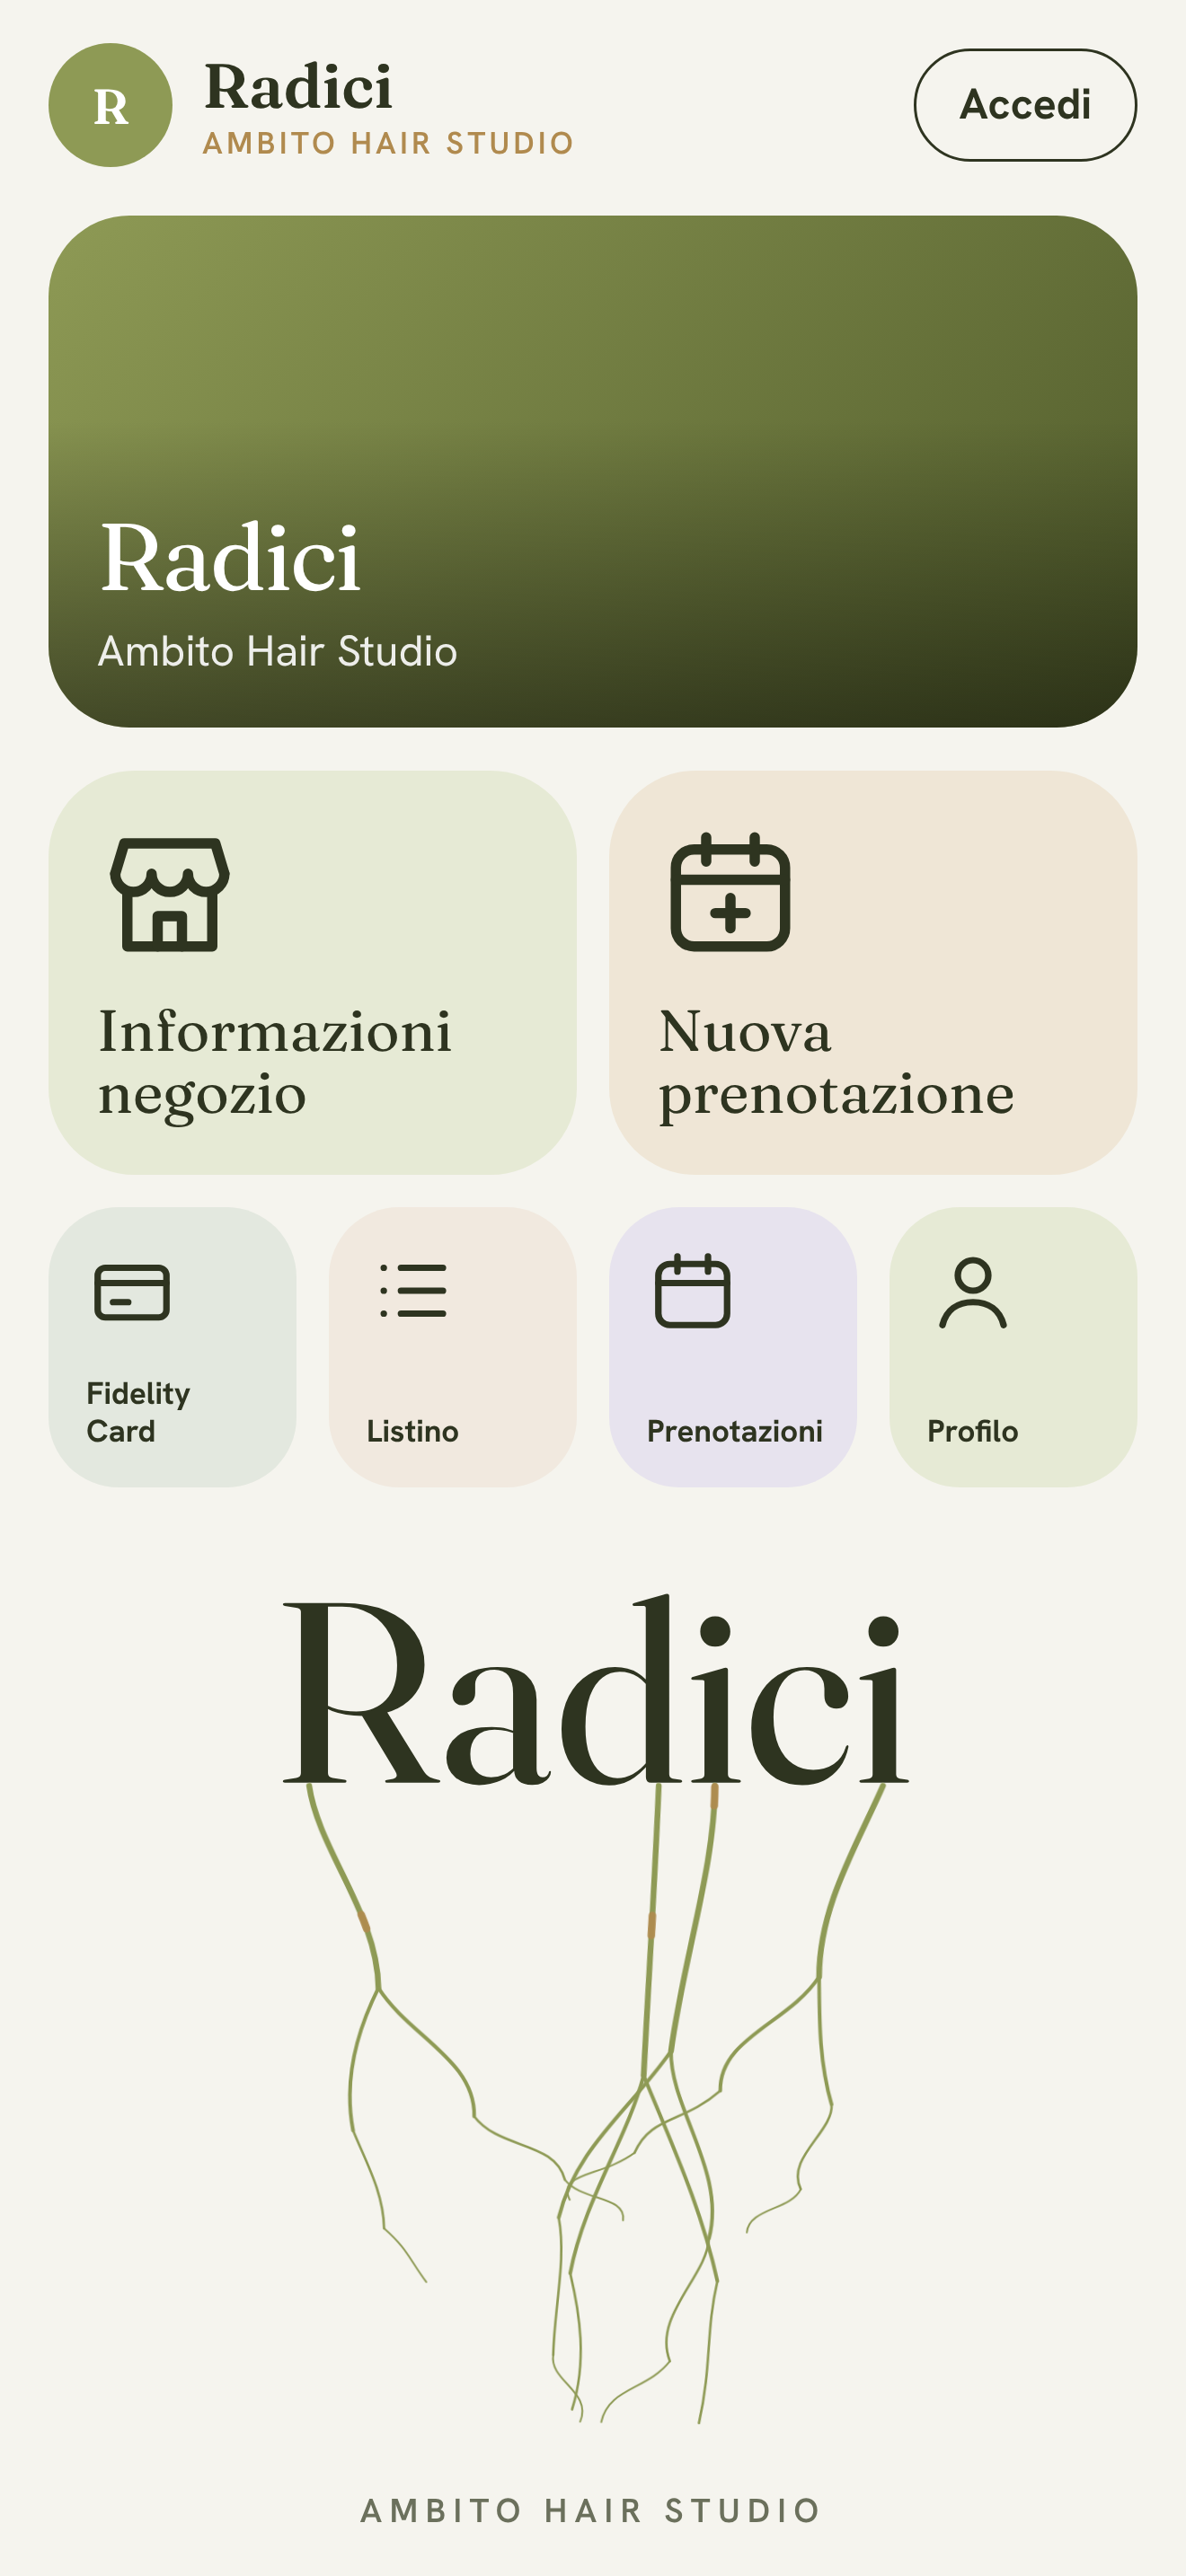 R
Radici
AMBITO HAIR STUDIO
Accedi
Radici
Ambito Hair Studio
Informazioni
negozio
Nuova
prenotazione
Fidelity
Card
Listino
Prenotazioni
Profilo
Radici
AMBITO HAIR STUDIO